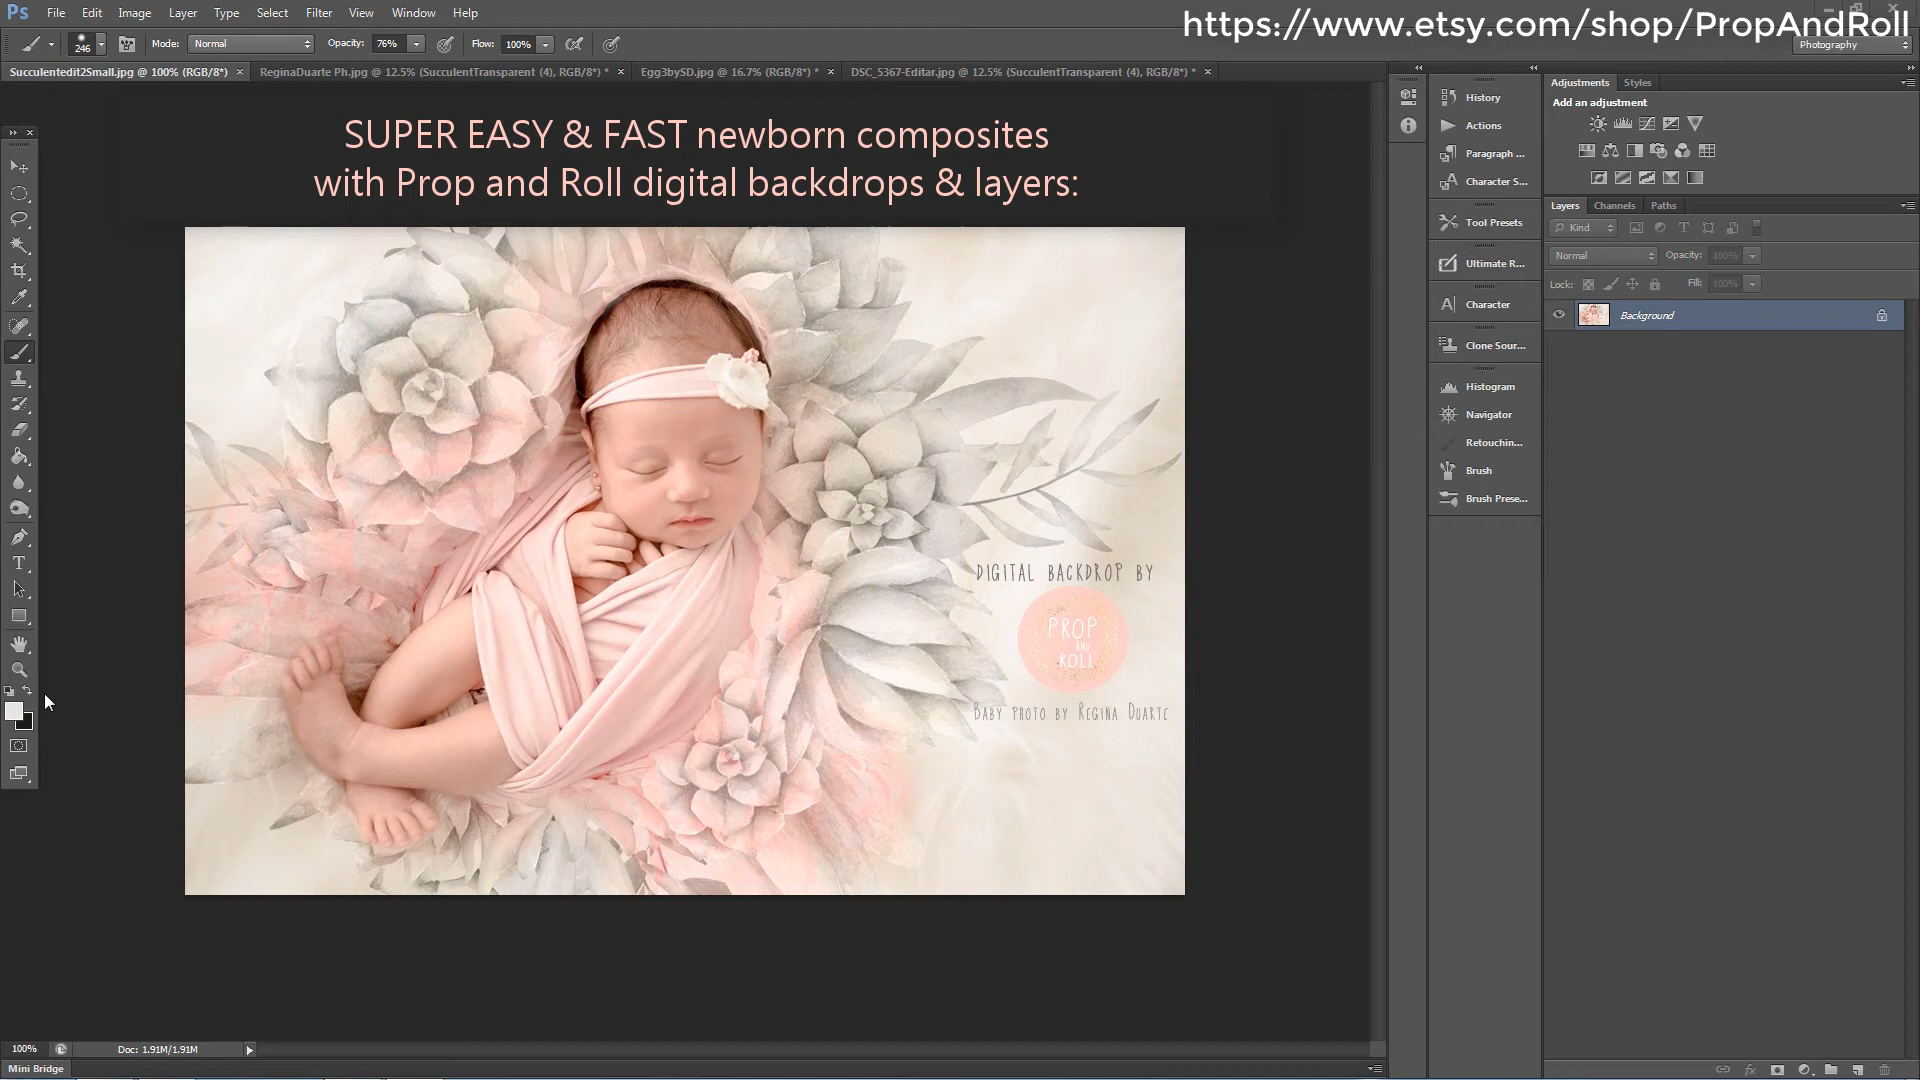 https://www.etsy.com/shop/PropAndRoll
Ps File Edit Image Layer Type Select Filter View Window Help
246 Mode: Normal Opacity: 76% Flow: 100% Photography
Succulentedit2Small.jpg @ 100% (RGB/8*) × ReginaDuarte Ph.jpg @ 12.5% (SucculentTransparent (4), RGB/8*) * × Egg3bySD.jpg @ 16.7% (RGB/8*) * × DSC_5367-Editar.jpg @ 12.5% (SucculentTransparent (4), RGB/8*) * ×
SUPER EASY & FAST newborn composites
with Prop and Roll digital backdrops & layers:
DIGITAL BACKDROP BY
PROP
AND
ROLL
BABY PHOTO BY REGINA DUARTE
History
Actions
Paragraph ...
Character S...
Tool Presets
Ultimate R...
Character
Clone Sour...
Histogram
Navigator
Retouchin...
Brush
Brush Prese...
Adjustments Styles
Add an adjustment
Layers Channels Paths
Kind
Normal Opacity: 100%
Lock: Fill: 100%
Background
100% Doc: 1.91M/1.91M
Mini Bridge